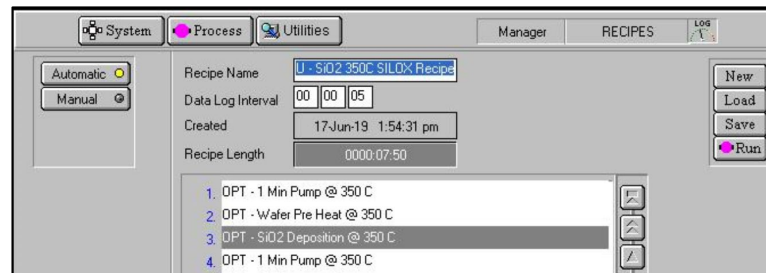 System Process Utilities Manager RECIPES LOG
Automatic
Manual
Recipe Name U - SiO2 350C SILOX Recipe
Data Log Interval 00 00 05
Created 17-Jun-19 1:54:31 pm
Recipe Length 0000:07:50
New
Load
Save
Run
1. OPT - 1 Min Pump @ 350 C
2. OPT - Wafer Pre Heat @ 350 C
3. OPT - SiO2 Deposition @ 350 C
4. OPT - 1 Min Pump @ 350 C